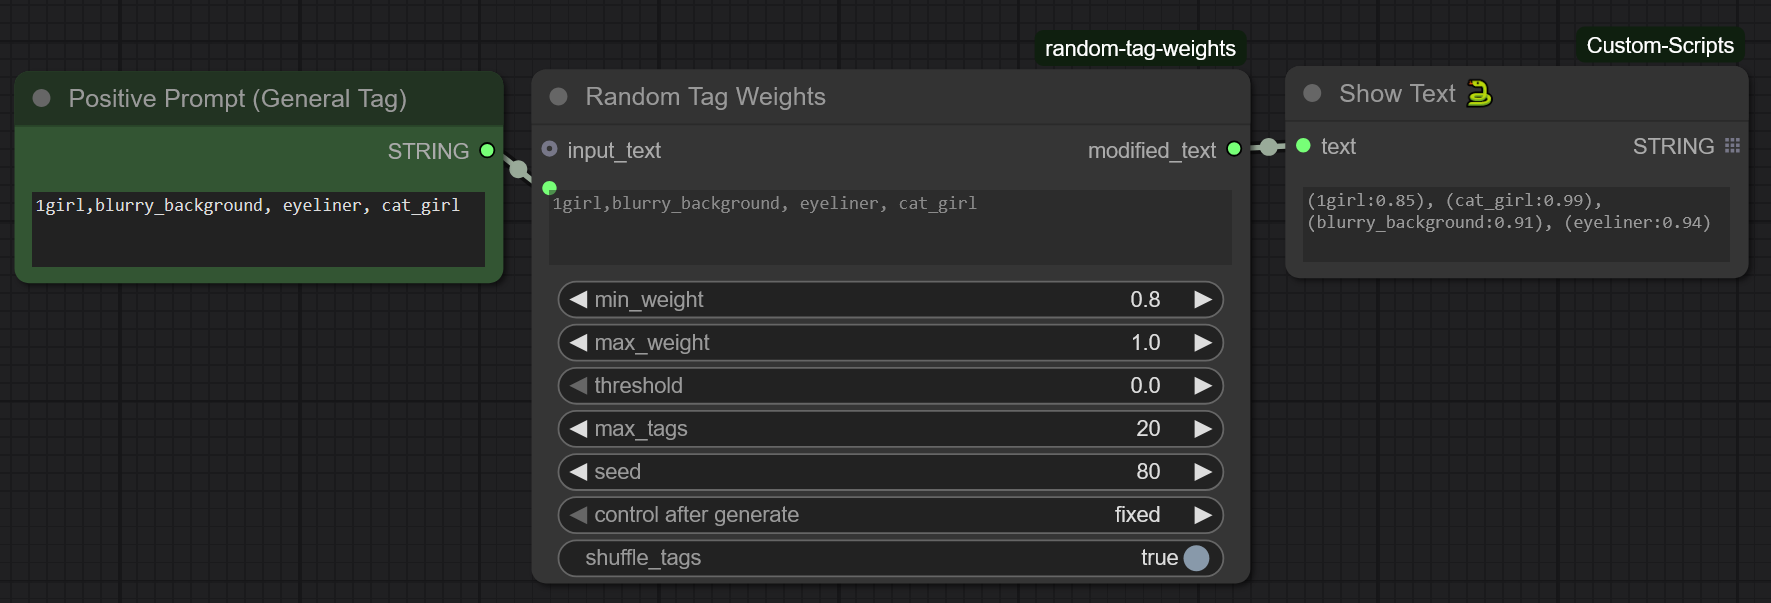 random-tag-weights
Custom-Scripts
Positive Prompt (General Tag)
STRING
1girl,blurry_background, eyeliner, cat_girl
Random Tag Weights
input_text
modified_text
1girl,blurry_background, eyeliner, cat_girl
min_weight 0.8
max_weight 1.0
threshold 0.0
max_tags 20
seed 80
control after generate fixed
shuffle_tags true
Show Text 🐍
text
STRING
(1girl:0.85), (cat_girl:0.99),
(blurry_background:0.91), (eyeliner:0.94)